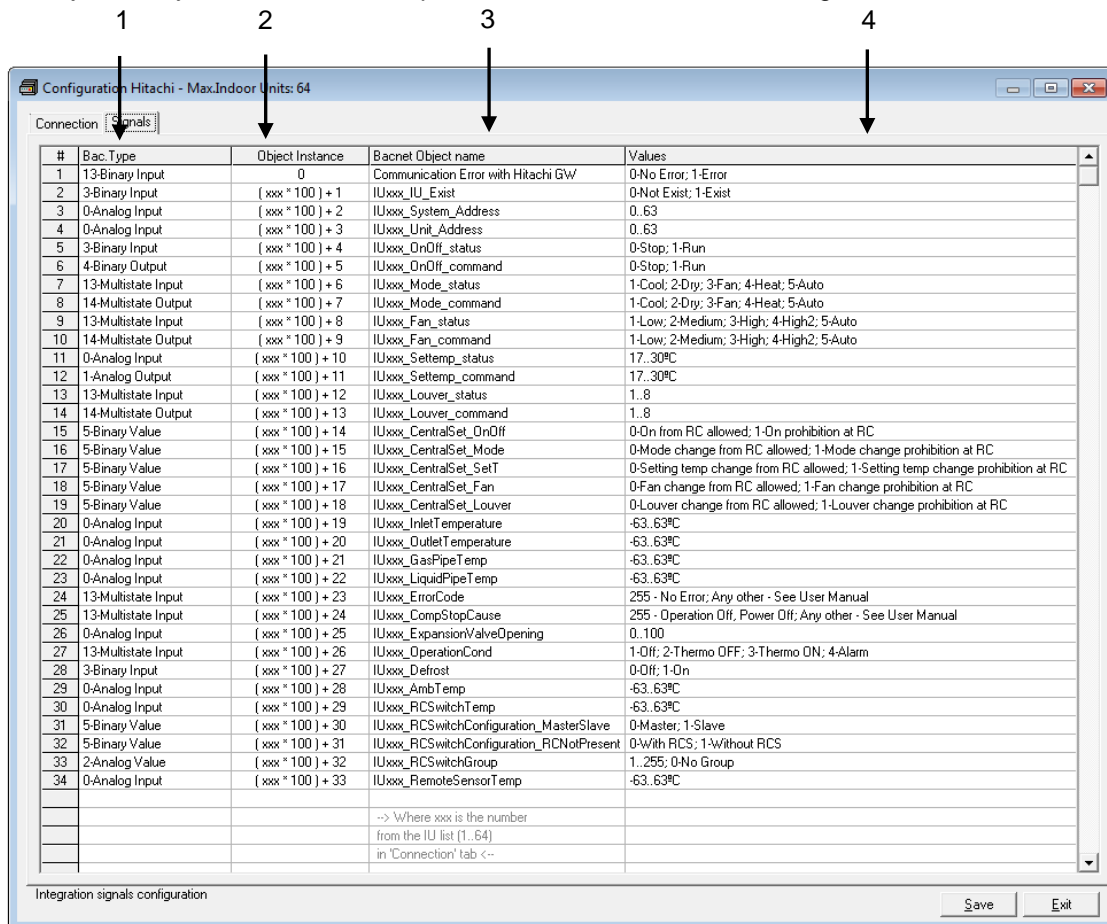 1 2 3 4
Configuration Hitachi - Max.Indoor Units: 64
Connection Signals
# Bac.Type Object Instance Bacnet Object name Values
1 13-Binary Input 0 Communication Error with Hitachi GW 0-No Error; 1-Error
2 3-Binary Input ( xxx * 100 ) + 1 IUxxx_IU_Exist 0-Not Exist; 1-Exist
3 0-Analog Input ( xxx * 100 ) + 2 IUxxx_System_Address 0..63
4 0-Analog Input ( xxx * 100 ) + 3 IUxxx_Unit_Address 0..63
5 3-Binary Input ( xxx * 100 ) + 4 IUxxx_OnOff_status 0-Stop; 1-Run
6 4-Binary Output ( xxx * 100 ) + 5 IUxxx_OnOff_command 0-Stop; 1-Run
7 13-Multistate Input ( xxx * 100 ) + 6 IUxxx_Mode_status 1-Cool; 2-Dry; 3-Fan; 4-Heat; 5-Auto
8 14-Multistate Output ( xxx * 100 ) + 7 IUxxx_Mode_command 1-Cool; 2-Dry; 3-Fan; 4-Heat; 5-Auto
9 13-Multistate Input ( xxx * 100 ) + 8 IUxxx_Fan_status 1-Low; 2-Medium; 3-High; 4-High2; 5-Auto
10 14-Multistate Output ( xxx * 100 ) + 9 IUxxx_Fan_command 1-Low; 2-Medium; 3-High; 4-High2; 5-Auto
11 0-Analog Input ( xxx * 100 ) + 10 IUxxx_Settemp_status 17..30ºC
12 1-Analog Output ( xxx * 100 ) + 11 IUxxx_Settemp_command 17..30ºC
13 13-Multistate Input ( xxx * 100 ) + 12 IUxxx_Louver_status 1..8
14 14-Multistate Output ( xxx * 100 ) + 13 IUxxx_Louver_command 1..8
15 5-Binary Value ( xxx * 100 ) + 14 IUxxx_CentralSet_OnOff 0-On from RC allowed; 1-On prohibition at RC
16 5-Binary Value ( xxx * 100 ) + 15 IUxxx_CentralSet_Mode 0-Mode change from RC allowed; 1-Mode change prohibition at RC
17 5-Binary Value ( xxx * 100 ) + 16 IUxxx_CentralSet_SetT 0-Setting temp change from RC allowed; 1-Setting temp change prohibition at RC
18 5-Binary Value ( xxx * 100 ) + 17 IUxxx_CentralSet_Fan 0-Fan change from RC allowed; 1-Fan change prohibition at RC
19 5-Binary Value ( xxx * 100 ) + 18 IUxxx_CentralSet_Louver 0-Louver change from RC allowed; 1-Louver change prohibition at RC
20 0-Analog Input ( xxx * 100 ) + 19 IUxxx_InletTemperature -63..63ºC
21 0-Analog Input ( xxx * 100 ) + 20 IUxxx_OutletTemperature -63..63ºC
22 0-Analog Input ( xxx * 100 ) + 21 IUxxx_GasPipeTemp -63..63ºC
23 0-Analog Input ( xxx * 100 ) + 22 IUxxx_LiquidPipeTemp -63..63ºC
24 13-Multistate Input ( xxx * 100 ) + 23 IUxxx_ErrorCode 255 - No Error; Any other - See User Manual
25 13-Multistate Input ( xxx * 100 ) + 24 IUxxx_CompStopCause 255 - Operation Off, Power Off; Any other - See User Manual
26 0-Analog Input ( xxx * 100 ) + 25 IUxxx_ExpansionValveOpening 0..100
27 13-Multistate Input ( xxx * 100 ) + 26 IUxxx_OperationCond 1-Off; 2-Thermo OFF; 3-Thermo ON; 4-Alarm
28 3-Binary Input ( xxx * 100 ) + 27 IUxxx_Defrost 0-Off; 1-On
29 0-Analog Input ( xxx * 100 ) + 28 IUxxx_AmbTemp -63..63ºC
30 0-Analog Input ( xxx * 100 ) + 29 IUxxx_RCSwitchTemp -63..63ºC
31 5-Binary Value ( xxx * 100 ) + 30 IUxxx_RCSwitchConfiguration_MasterSlave 0-Master; 1-Slave
32 5-Binary Value ( xxx * 100 ) + 31 IUxxx_RCSwitchConfiguration_RCNotPresent 0-With RCS; 1-Without RCS
33 2-Analog Value ( xxx * 100 ) + 32 IUxxx_RCSwitchGroup 1..255; 0-No Group
34 0-Analog Input ( xxx * 100 ) + 33 IUxxx_RemoteSensorTemp -63..63ºC
--> Where xxx is the number
from the IU list (1..64)
in 'Connection' tab <--
Integration signals configuration
Save Exit